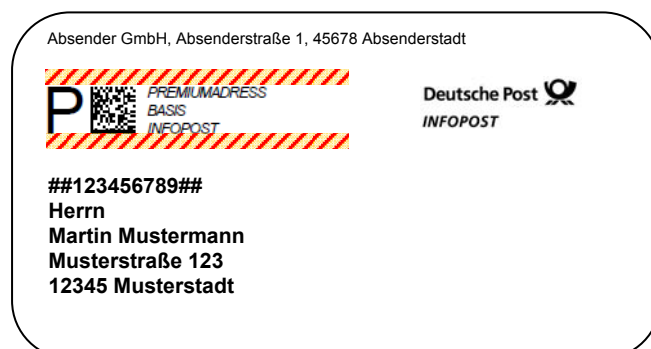 Absender GmbH, Absenderstraße 1, 45678 Absenderstadt
P
PREMIUMADRESS
BASIS
INFOPOST
Deutsche Post
INFOPOST
##123456789##
Herrn
Martin Mustermann
Musterstraße 123
12345 Musterstadt